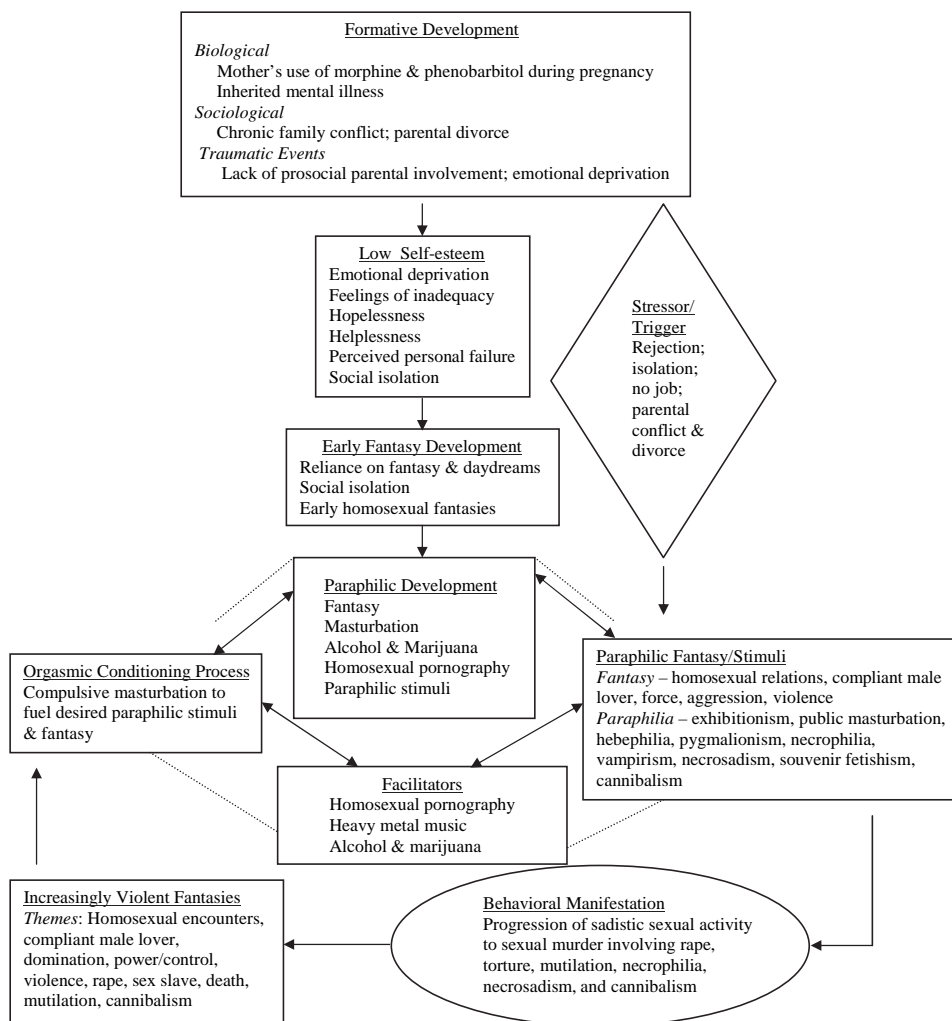 Formative Development
Biological
Mother's use of morphine & phenobarbitol during pregnancy
Inherited mental illness
Sociological
Chronic family conflict; parental divorce
Traumatic Events
Lack of prosocial parental involvement; emotional deprivation
Low Self-esteem
Emotional deprivation
Feelings of inadequacy
Hopelessness
Helplessness
Perceived personal failure
Social isolation
Stressor/
Trigger
Rejection;
isolation;
no job;
parental
conflict &
divorce
Early Fantasy Development
Reliance on fantasy & daydreams
Social isolation
Early homosexual fantasies
Paraphilic Development
Fantasy
Masturbation
Alcohol & Marijuana
Homosexual pornography
Paraphilic stimuli
Orgasmic Conditioning Process
Compulsive masturbation to
fuel desired paraphilic stimuli
& fantasy
Paraphilic Fantasy/Stimuli
Fantasy – homosexual relations, compliant male
lover, force, aggression, violence
Paraphilia – exhibitionism, public masturbation,
hebephilia, pygmalionism, necrophilia,
vampirism, necrosadism, souvenir fetishism,
cannibalism
Facilitators
Homosexual pornography
Heavy metal music
Alcohol & marijuana
Increasingly Violent Fantasies
Themes: Homosexual encounters,
compliant male lover,
domination, power/control,
violence, rape, sex slave, death,
mutilation, cannibalism
Behavioral Manifestation
Progression of sadistic sexual activity
to sexual murder involving rape,
torture, mutilation, necrophilia,
necrosadism, and cannibalism